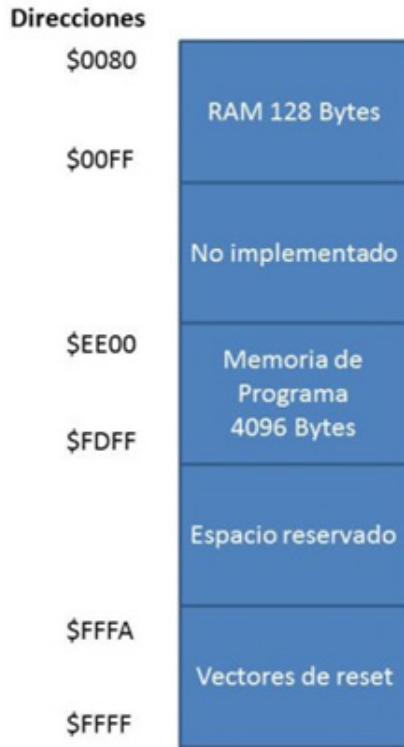 Direcciones
$0080
RAM 128 Bytes
$00FF
No implementado
$EE00
Memoria de
Programa
4096 Bytes
$FDFF
Espacio reservado
$FFFA
Vectores de reset
$FFFF